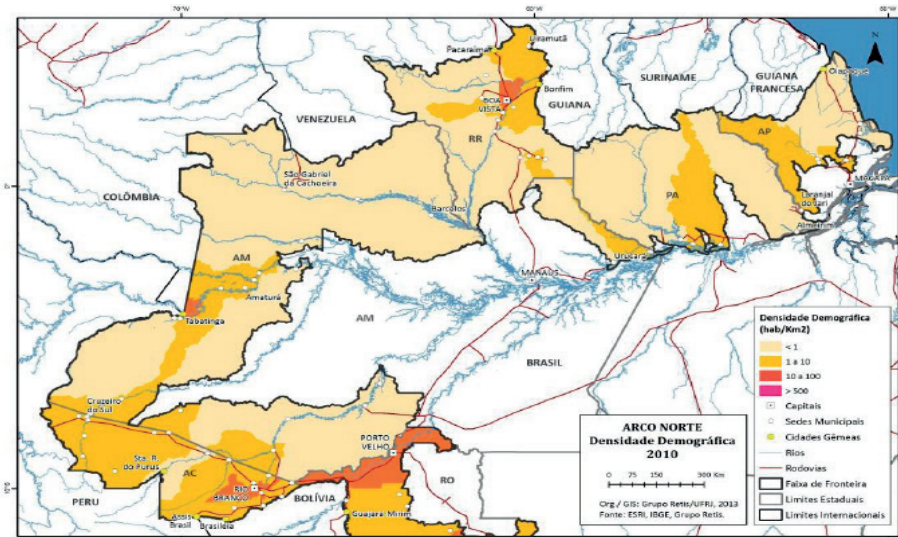 70°W
60°W
Uiramutã
Pacaraima
Oiapoque
GUIANA
FRANCESA
SURINAME
Bonfim
BOA
VISTA
GUIANA
VENEZUELA
AP
RR
São Gabriel
da Cachoeira
0°
PA
MACAPÁ
COLÔMBIA
Laranjal
do Jari
Barcelos
Almeirim
AM
Urucará
MANAUS
Amaturá
Tabatinga
AM
BRASIL
Cruzeiro
do Sul
PORTO
VELHO
Sta. R.
do Purus
AC
RIO
BRANCO
RO
PERU
BOLÍVIA
Assis
Brasil
Brasileia
Guajará-Mirim
Densidade Demográfica
(hab/Km2)
< 1
1 a 10
10 a 100
> 500
Capitais
Sedes Municipais
Cidades Gêmeas
Rios
Rodovias
Faixa de Fronteira
Limites Estaduais
Limites Internacionais
ARCO NORTE
Densidade Demográfica
2010
0 75 150 300 Km
Org./ GIS: Grupo Retis/UFRJ, 2013
Fonte: ESRI, IBGE, Grupo Retis.
N